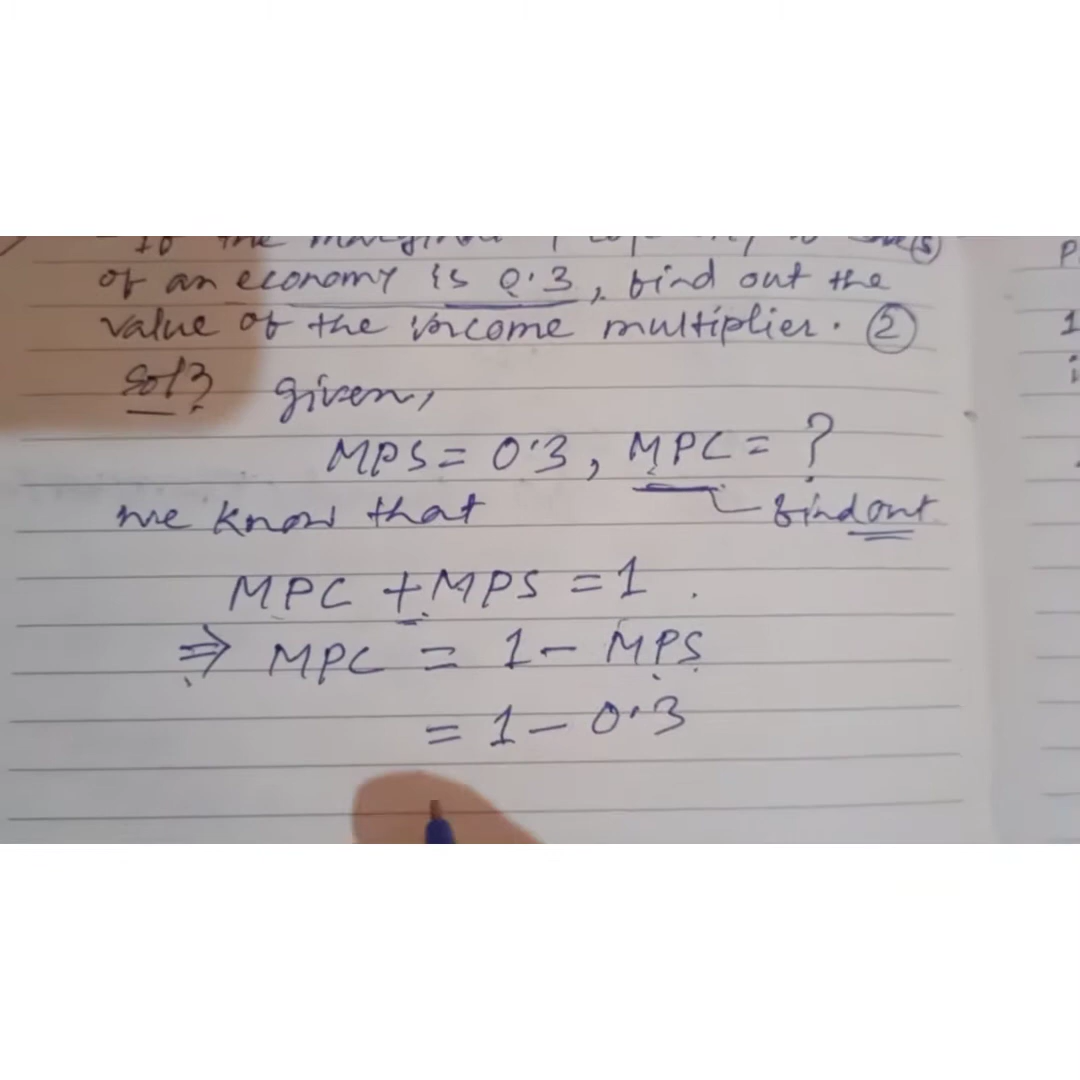 of an economy is 0.3, find out the
value of the income multiplier. (2)
Sol?
given,
MPS = 0.3, MPC = ?
we know that
find out
MPC + MPS = 1.
⇒ MPC = 1 - MPS
= 1 - 0.3
P
1
i